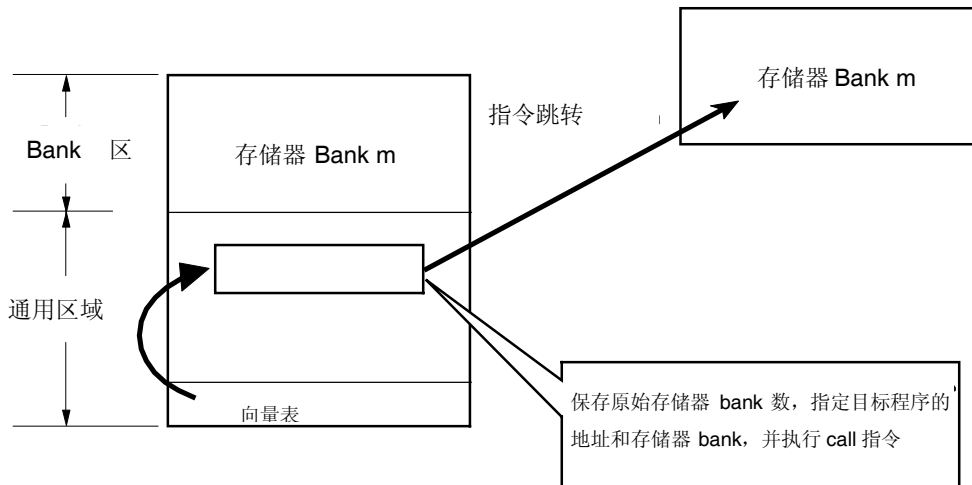 存储器 Bank m
指令跳转
Bank 区
存储器 Bank m
通用区域
向量表
保存原始存储器 bank 数，指定目标程序的
地址和存储器 bank，并执行 call 指令